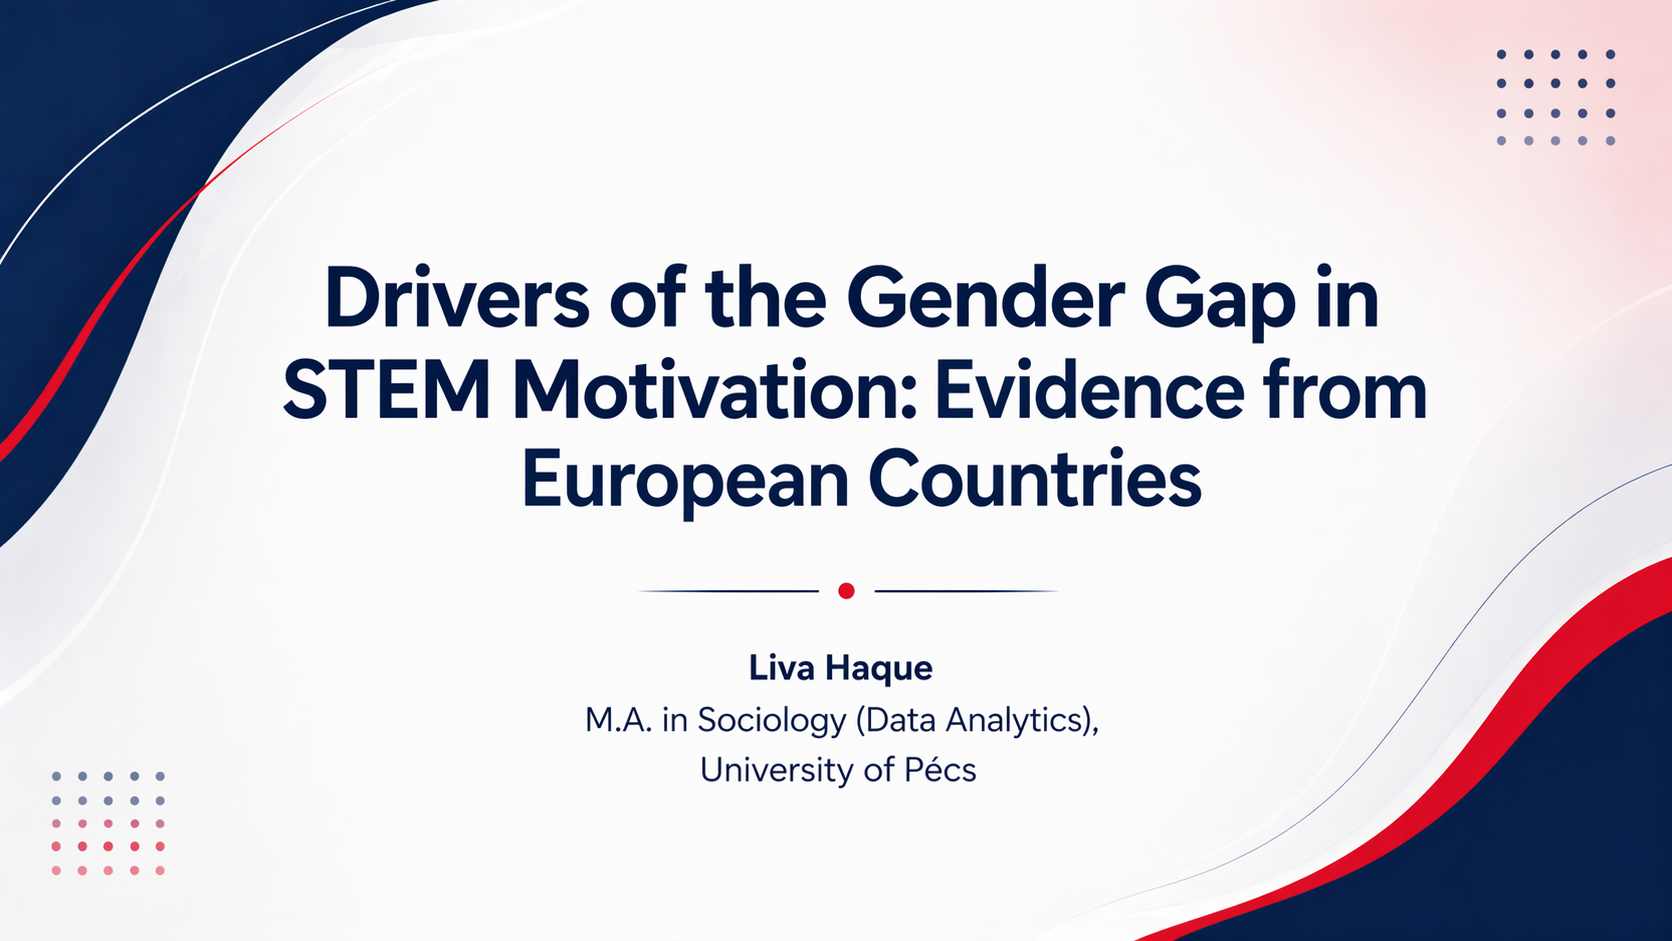 Drivers of the Gender Gap in
STEM Motivation: Evidence from
European Countries
Liva Haque
M.A. in Sociology (Data Analytics),
University of Pécs